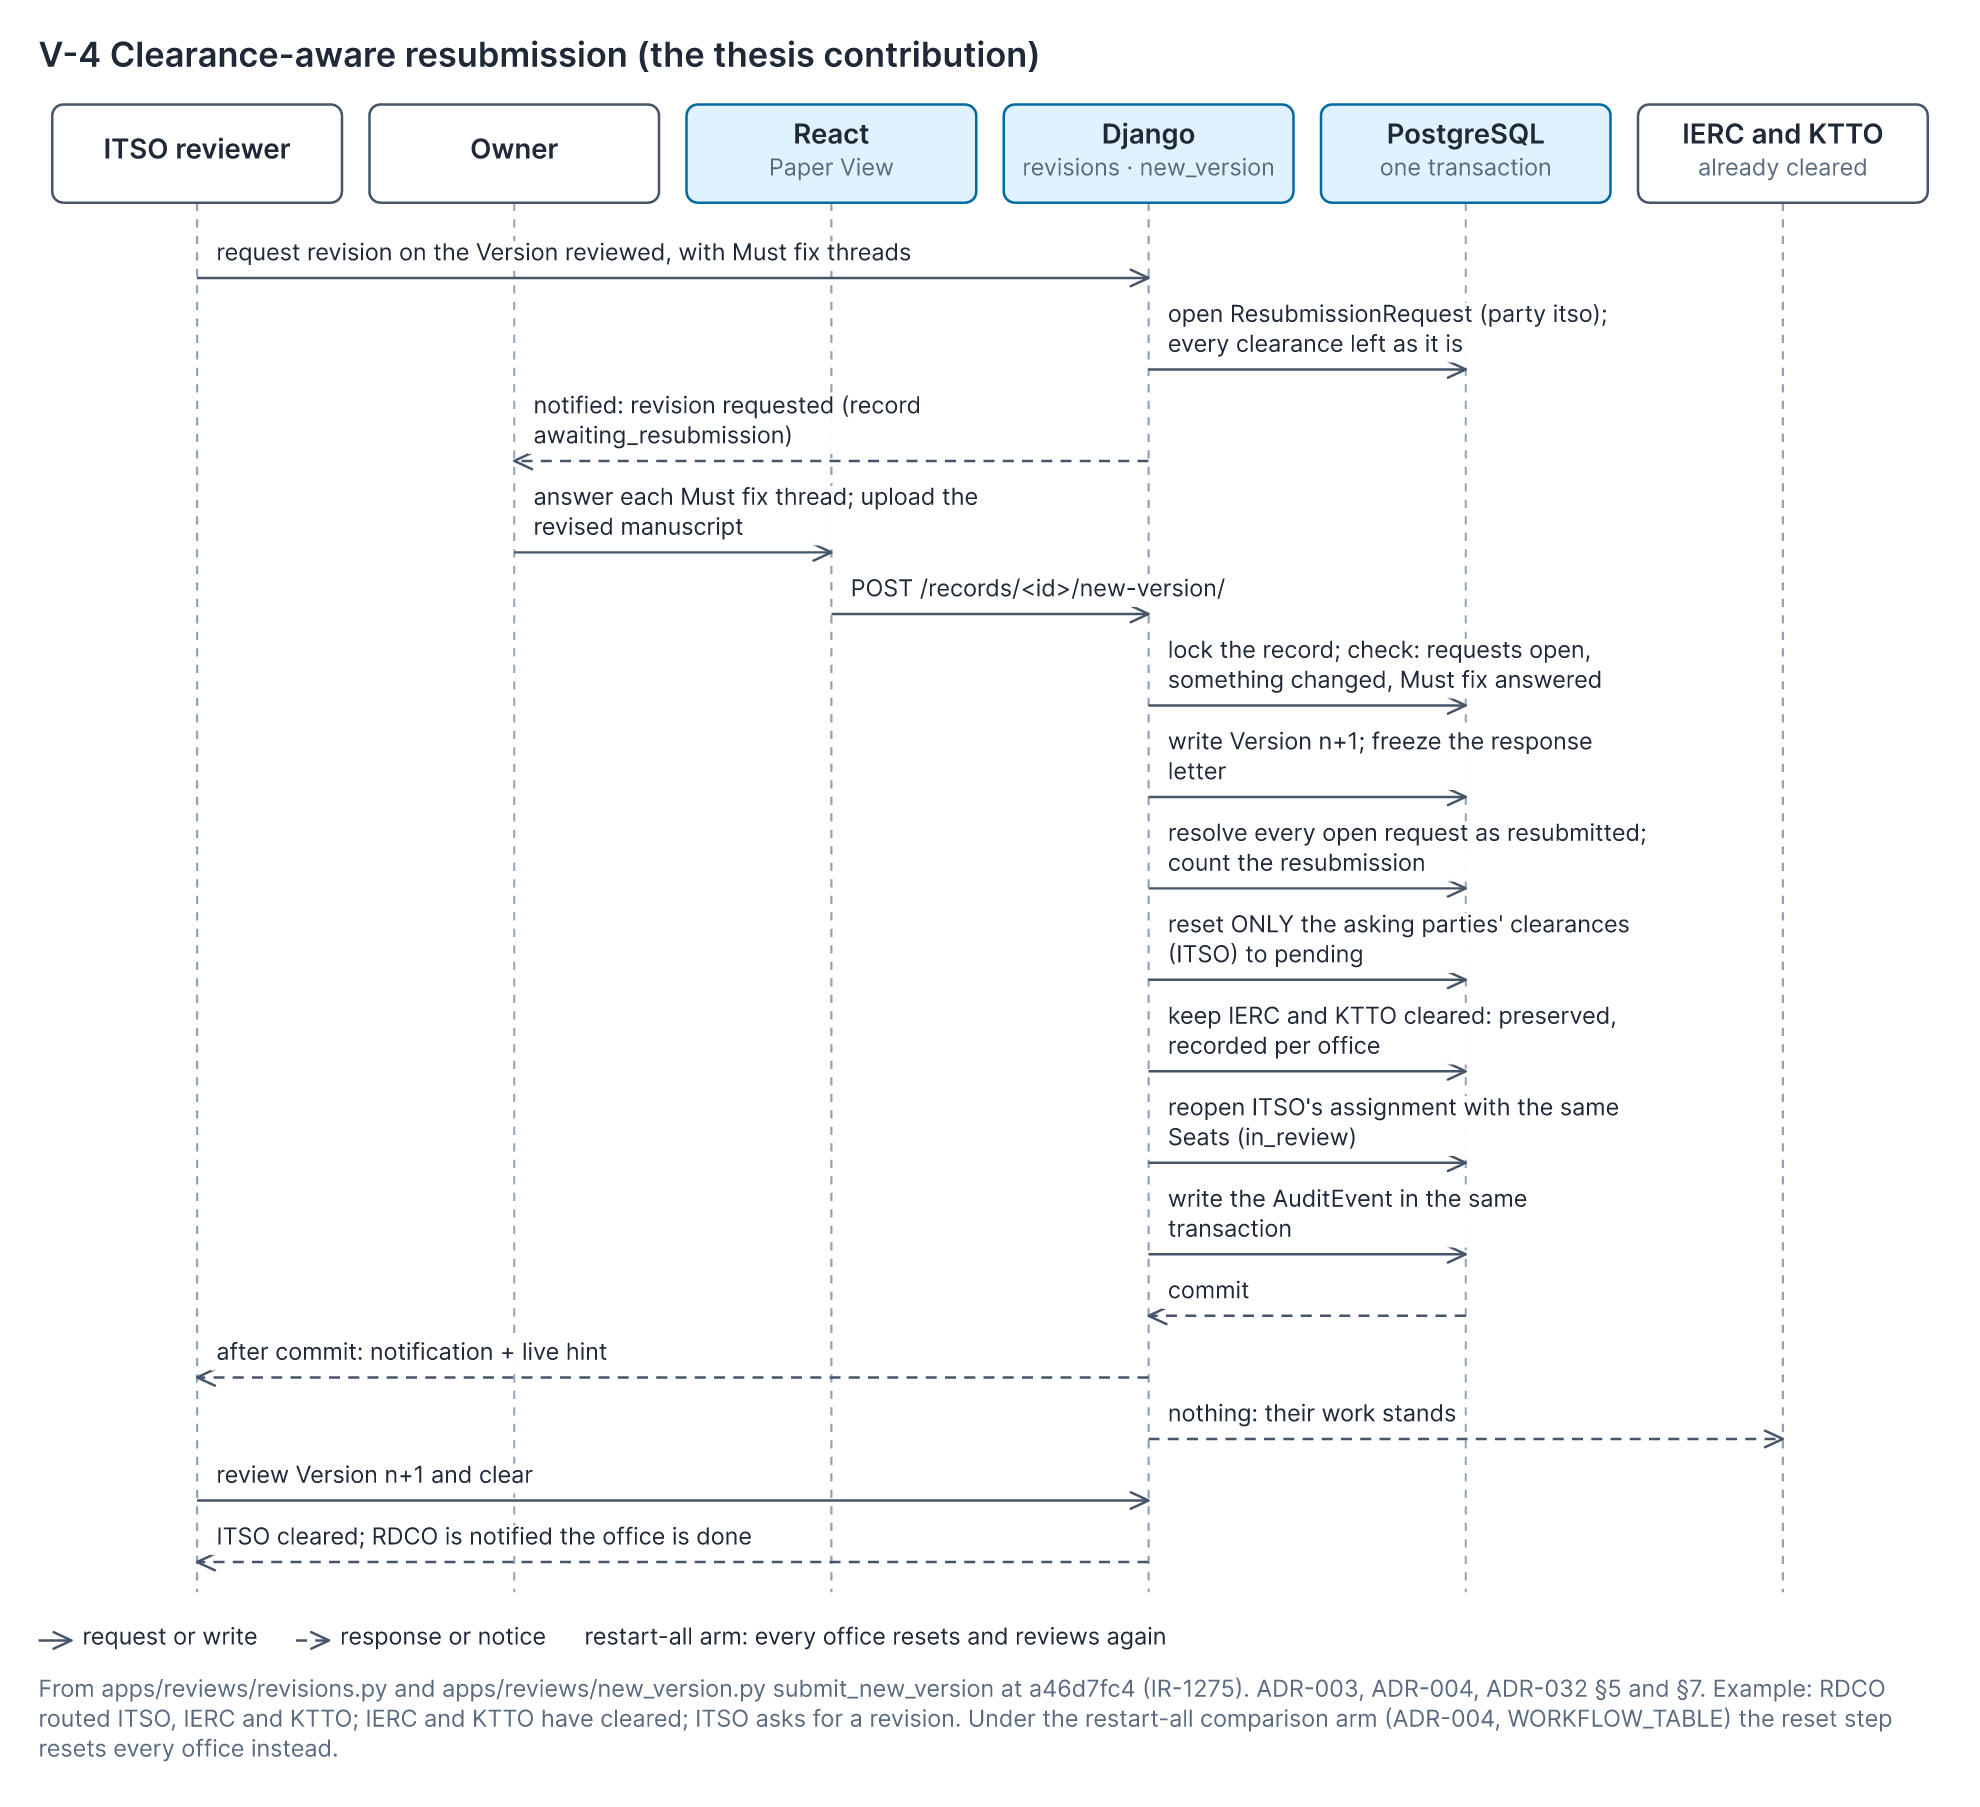 V-4 Clearance-aware resubmission (the thesis contribution)
ITSO reviewer
Owner
React
Paper View
Django
revisions · new_version
PostgreSQL
one transaction
IERC and KTTO
already cleared
request revision on the Version reviewed, with Must fix threads
open ResubmissionRequest (party itso);
every clearance left as it is
notified: revision requested (record
awaiting_resubmission)
answer each Must fix thread; upload the
revised manuscript
POST /records/<id>/new-version/
lock the record; check: requests open,
something changed, Must fix answered
write Version n+1; freeze the response
letter
resolve every open request as resubmitted;
count the resubmission
reset ONLY the asking parties' clearances
(ITSO) to pending
keep IERC and KTTO cleared: preserved,
recorded per office
reopen ITSO's assignment with the same
Seats (in_review)
write the AuditEvent in the same
transaction
commit
after commit: notification + live hint
nothing: their work stands
review Version n+1 and clear
ITSO cleared; RDCO is notified the office is done
request or write
response or notice
restart-all arm: every office resets and reviews again
From apps/reviews/revisions.py and apps/reviews/new_version.py submit_new_version at a46d7fc4 (IR-1275). ADR-003, ADR-004, ADR-032 §5 and §7. Example: RDCO
routed ITSO, IERC and KTTO; IERC and KTTO have cleared; ITSO asks for a revision. Under the restart-all comparison arm (ADR-004, WORKFLOW_TABLE) the reset step
resets every office instead.